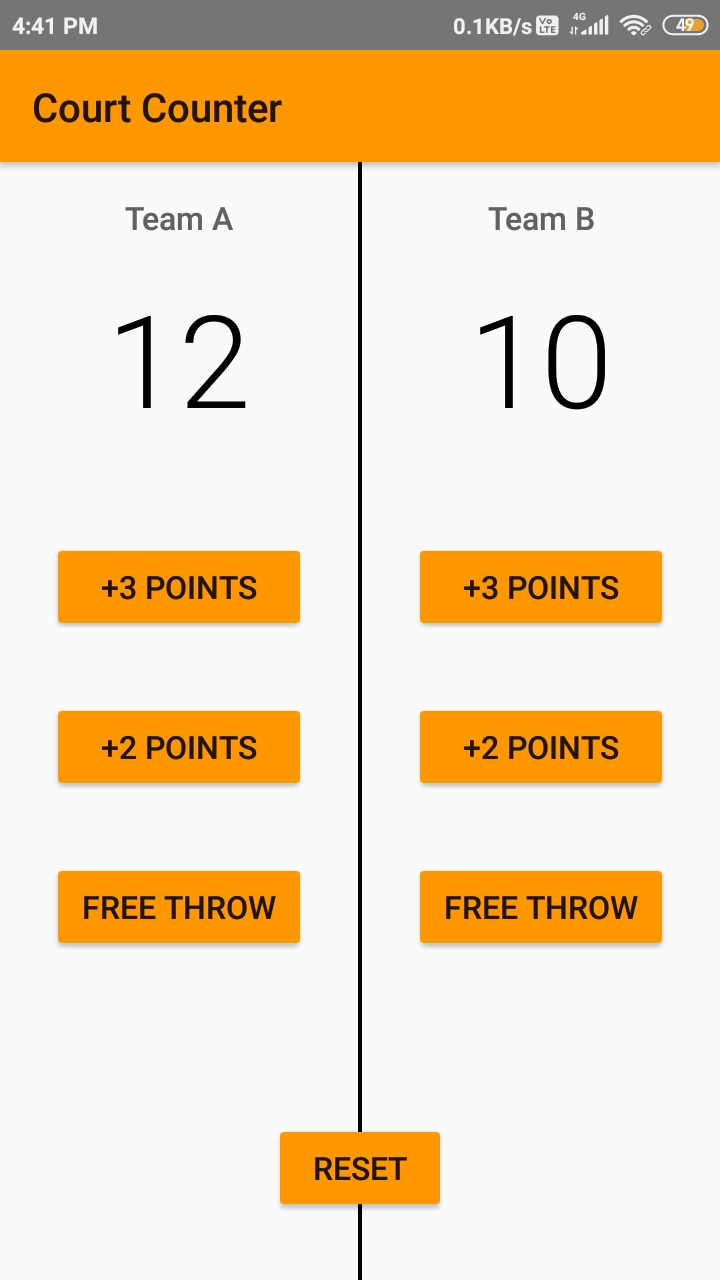 4:41 PM 0.1KB/s Vo LTE 4G 49
Court Counter
Team A Team B
12 10
+3 POINTS +3 POINTS
+2 POINTS +2 POINTS
FREE THROW FREE THROW
RESET